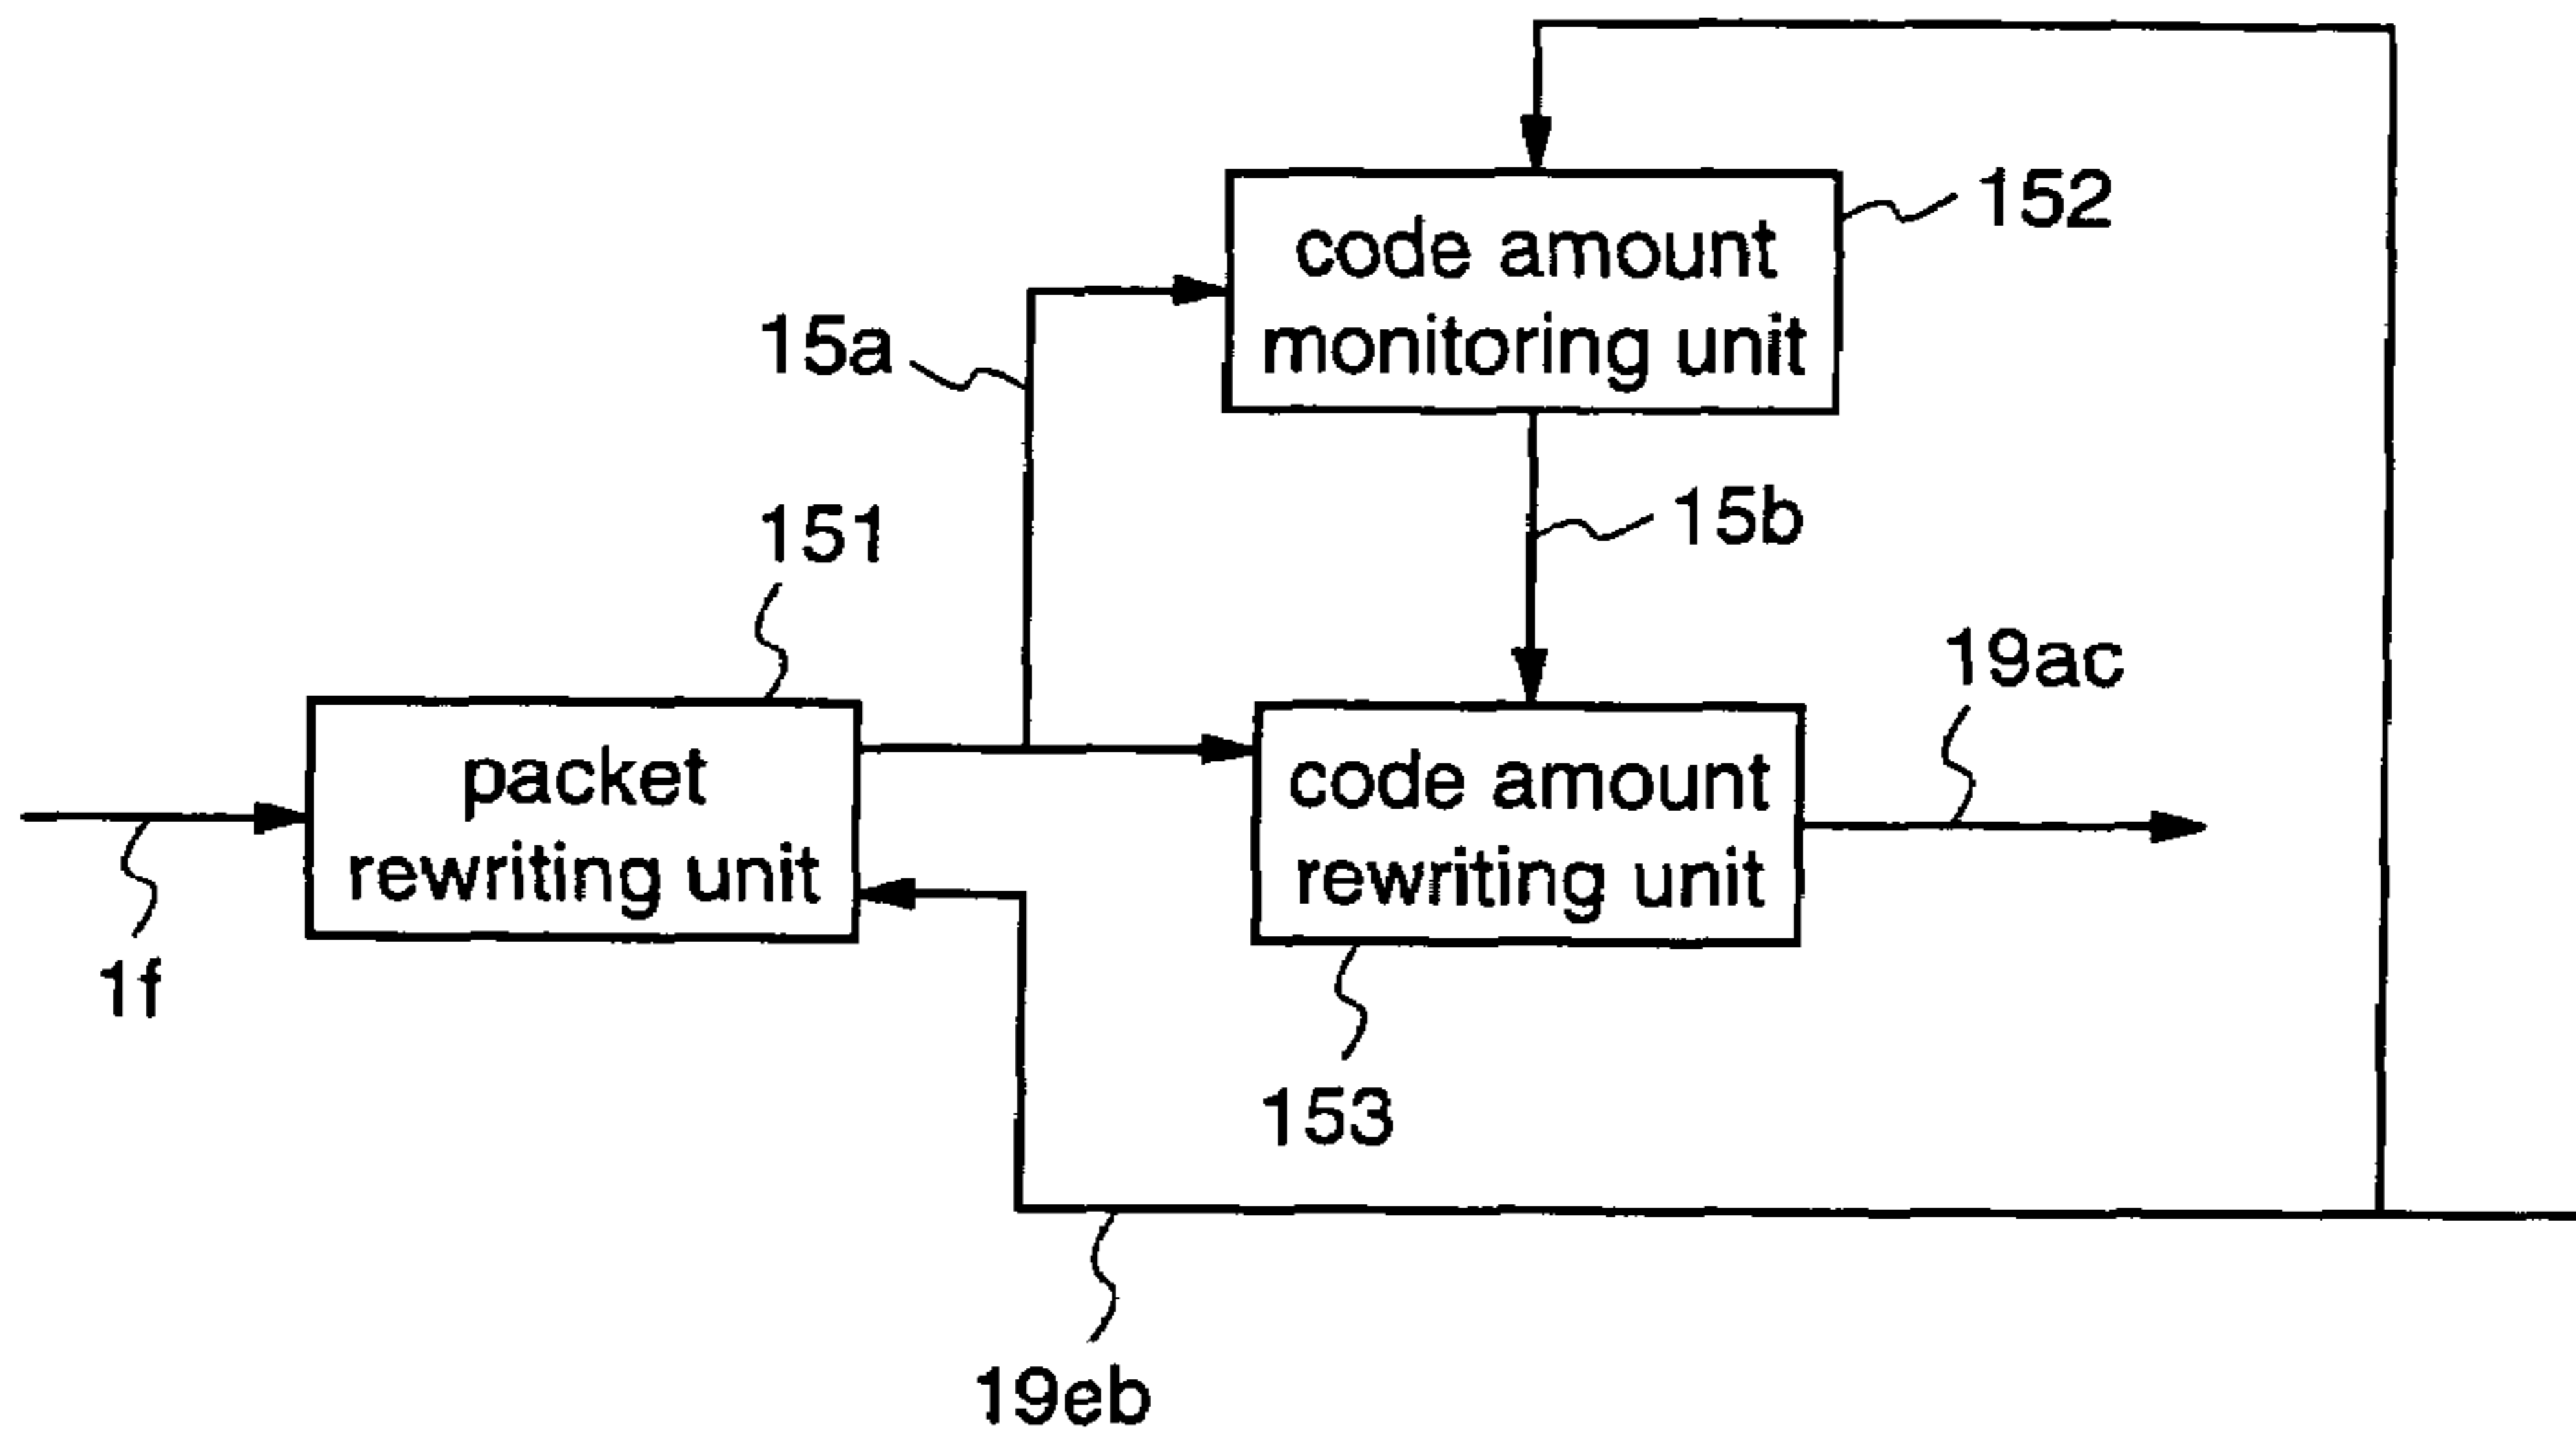 152
code amount
monitoring unit
15a
15b
151
19ac
packet
rewriting unit
code amount
rewriting unit
1f
153
19eb